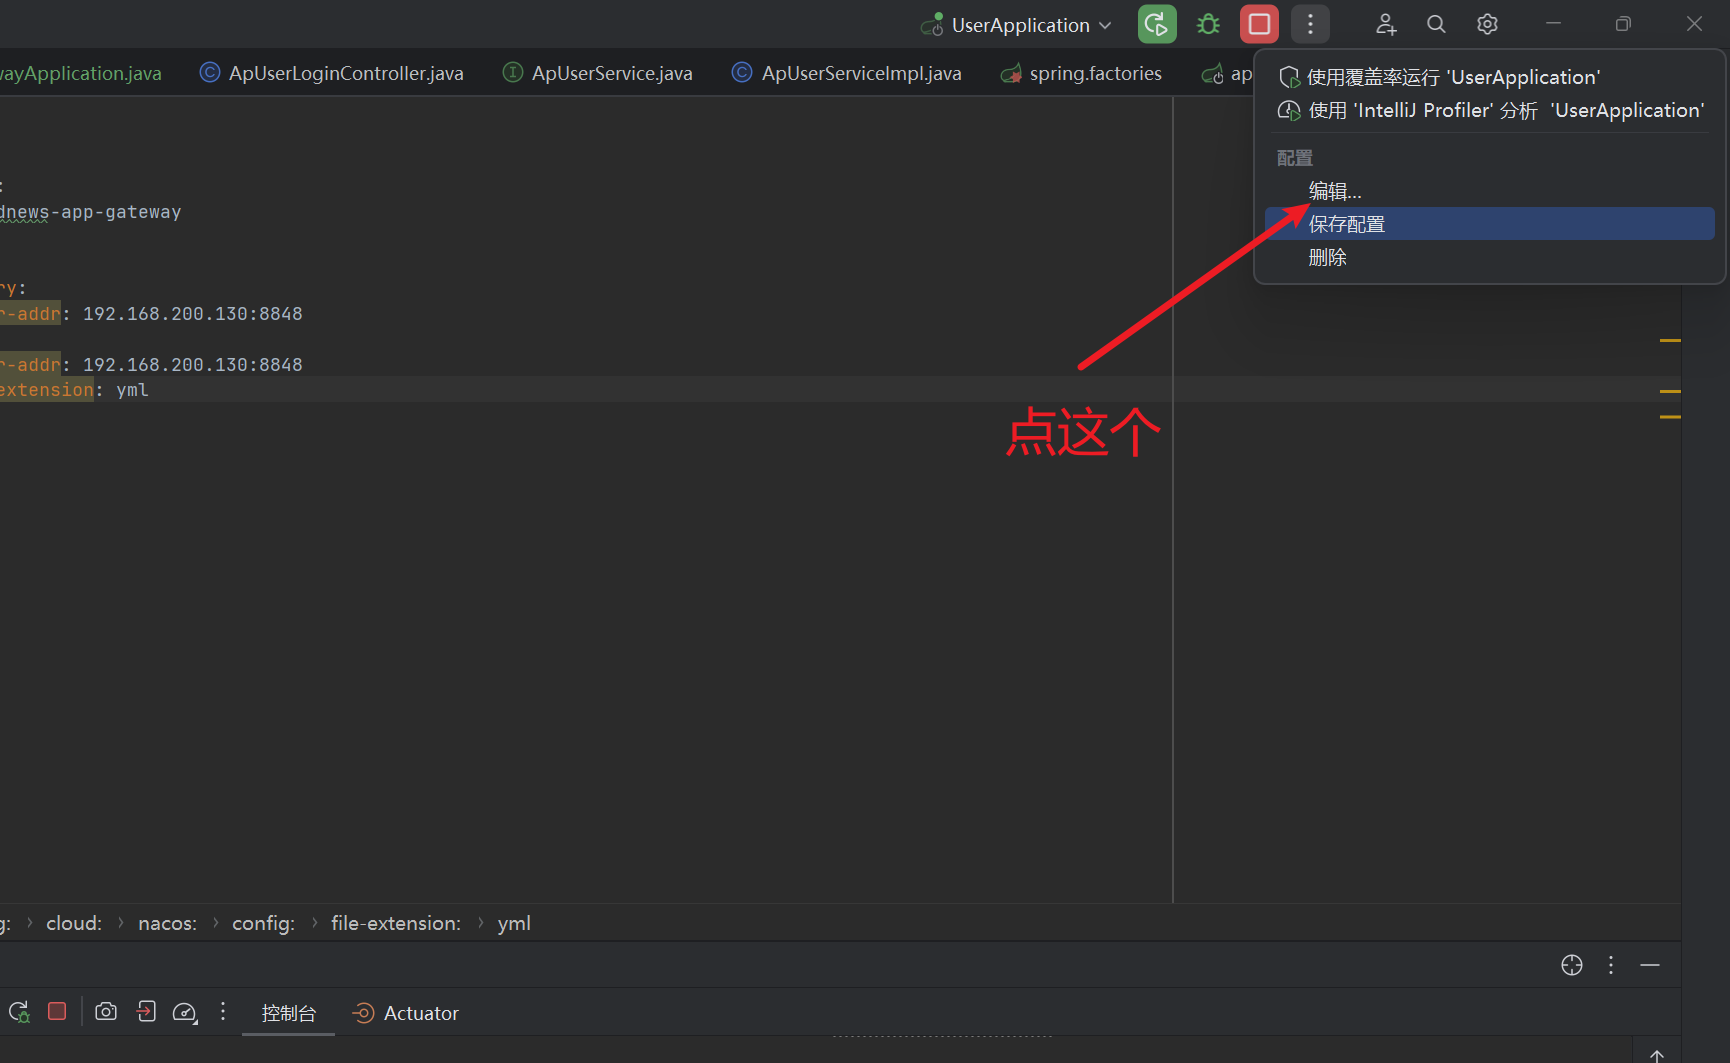 UserApplication
wayApplication.java
ApUserLoginController.java
ApUserService.java
ApUserServiceImpl.java
spring.factories
ap
使用覆盖率运行 'UserApplication'
使用 'IntelliJ Profiler' 分析 'UserApplication'
配置
编辑...
保存配置
删除
:
dnews-app-gateway
ry:
r-addr: 192.168.200.130:8848
r-addr: 192.168.200.130:8848
extension: yml
点这个
g: › cloud: › nacos: › config: › file-extension: › yml
控制台
Actuator